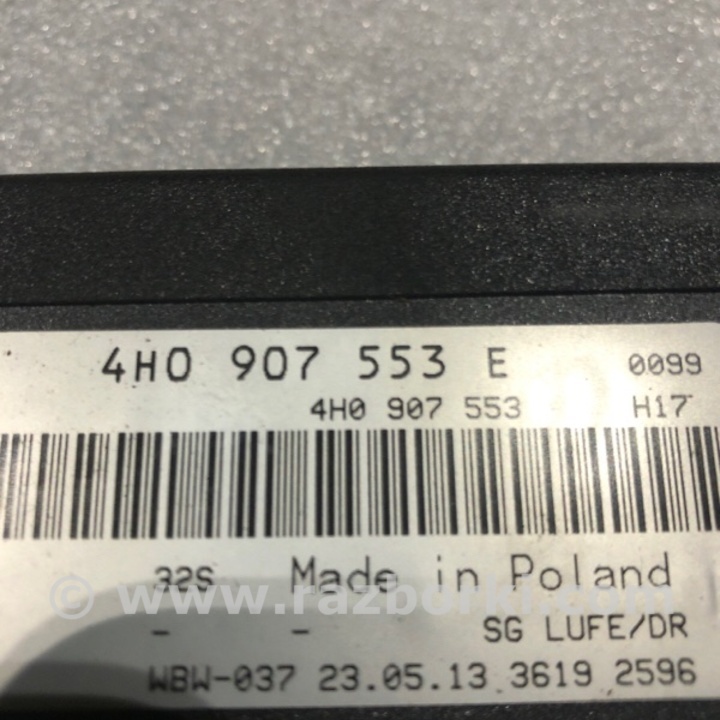 4H0 907 553 E 0099
4H0 907 553 H17
32S Made in Poland
© www.razborki.com
- - SG LUFE/DR
WBW-037 23.05.13 3619 2596